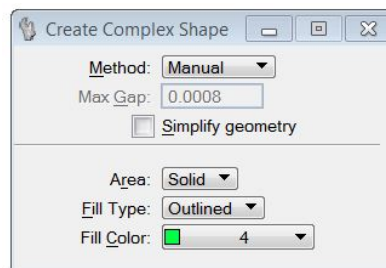 Create Complex Shape
Method: Manual
Max Gap: 0.0008
Simplify geometry
Area: Solid
Fill Type: Outlined
Fill Color: 4